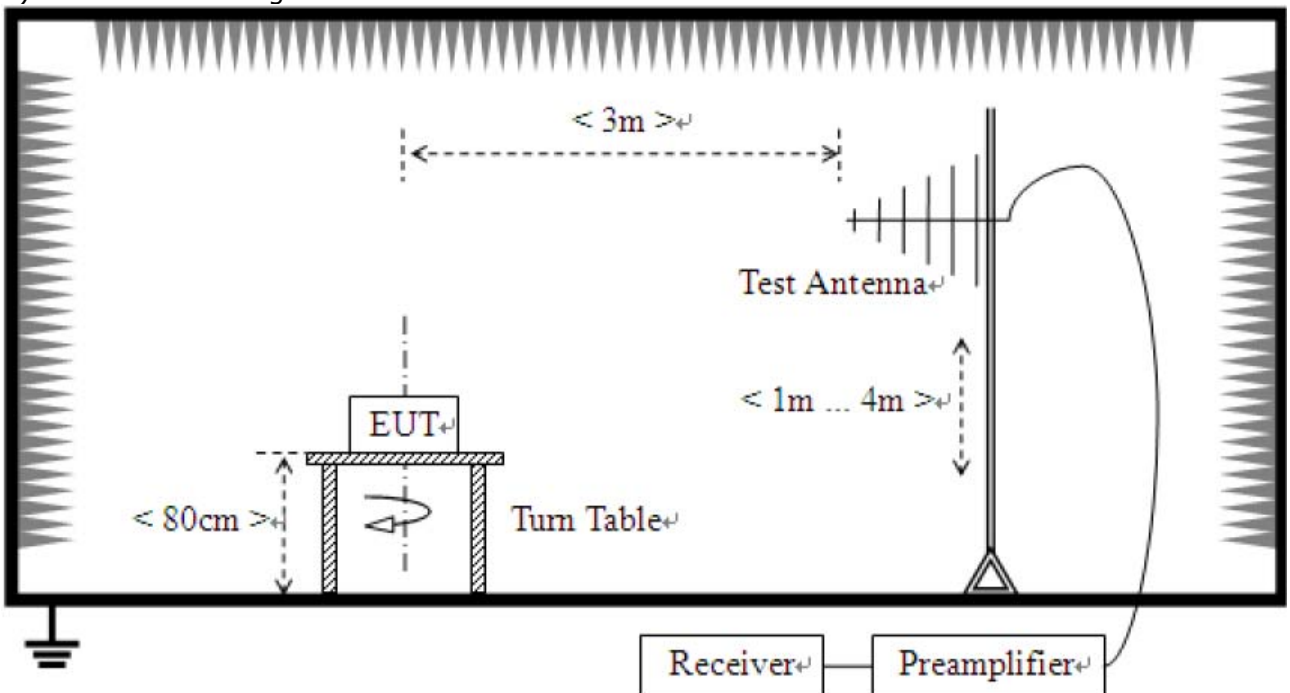 < 3m >↵
Test Antenna↵
< 1m ... 4m >↵
EUT↵
< 80cm >↵
Turn Table↵
Receiver↵
Preamplifier↵